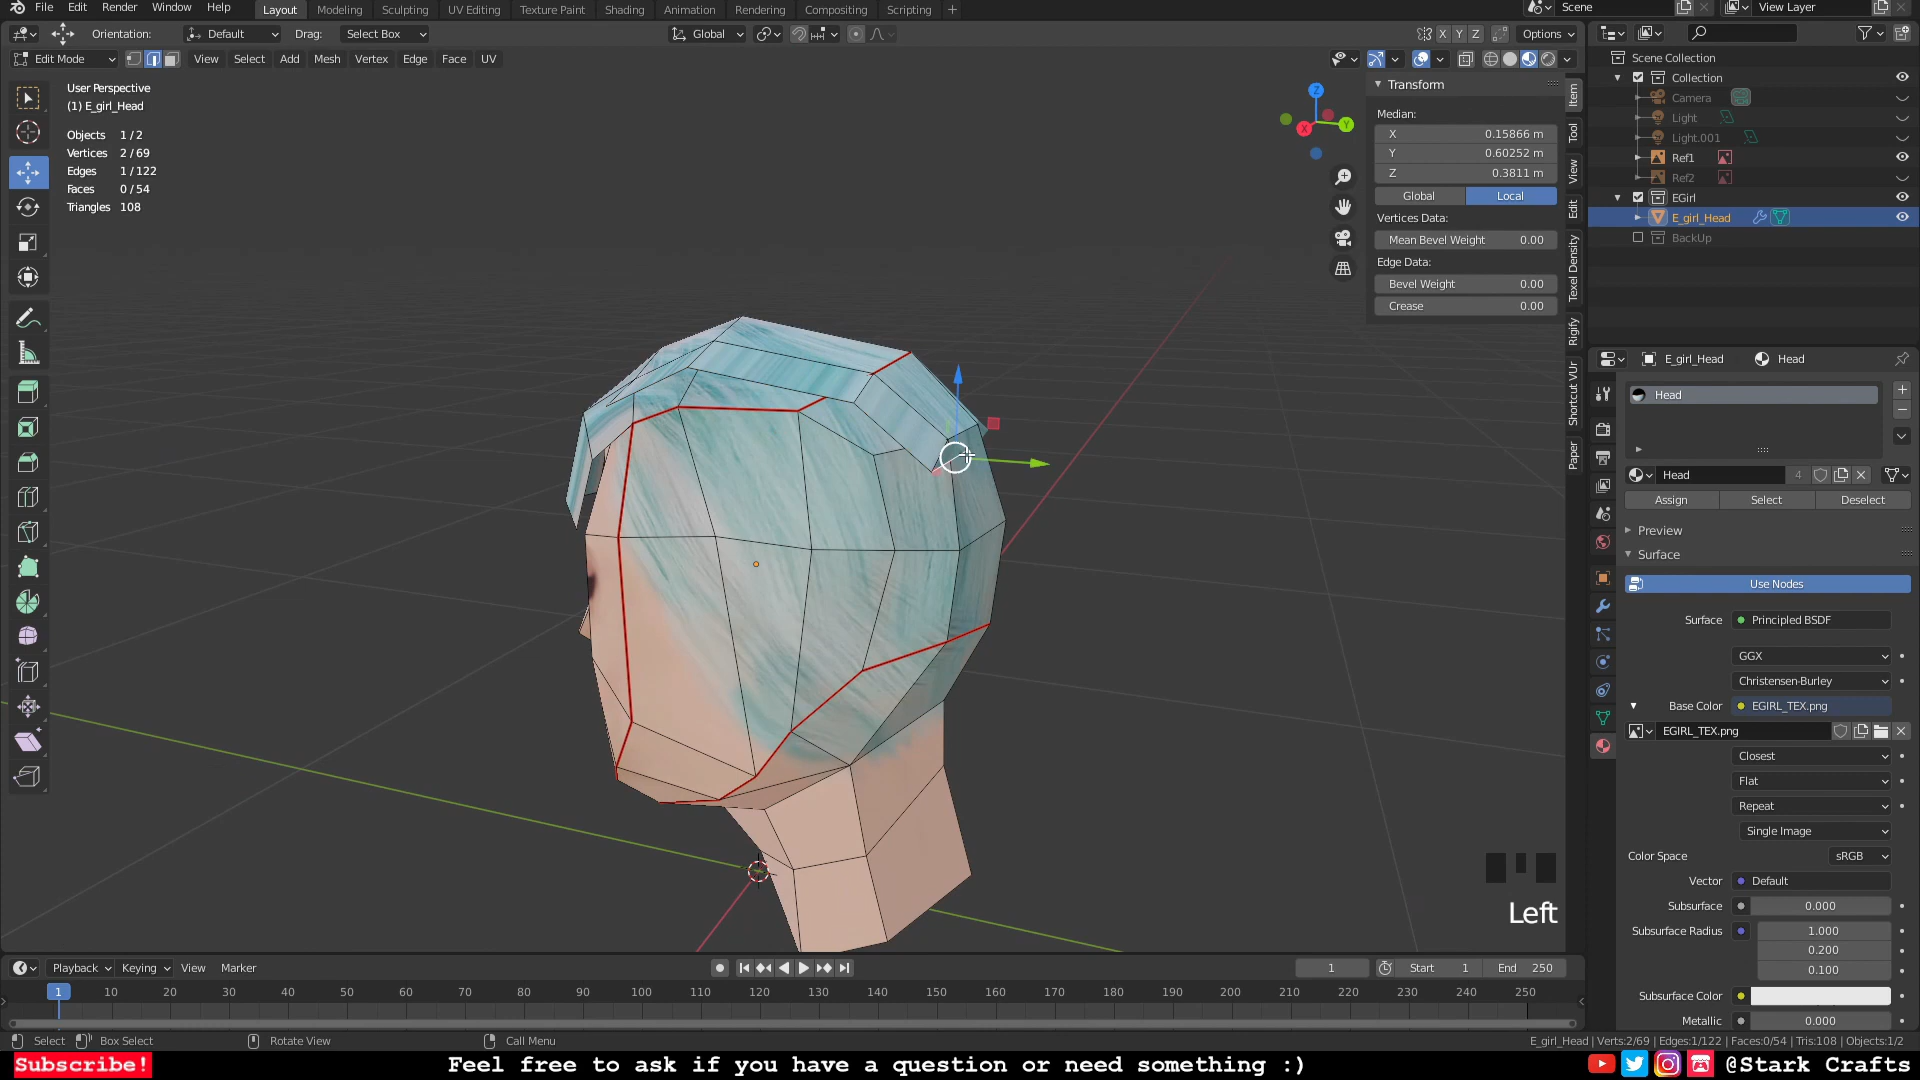 File Edit Render Window Help Layout Modeling Sculpting UV Editing Texture Paint Shading Animation Rendering Compositing Scripting + Scene View Layer
Orientation: Default Drag: Select Box Global X Y Z Options
Edit Mode View Select Add Mesh Vertex Edge Face UV
User Perspective
(1) E_girl_Head
Objects 1 / 2
Vertices 2 / 69
Edges 1 / 122
Faces 0 / 54
Triangles 108
Z
X
Y
Transform
Median:
X 0.15866 m
Y 0.60252 m
Z 0.3811 m
Global Local
Vertices Data:
Mean Bevel Weight 0.00
Edge Data:
Bevel Weight 0.00
Crease 0.00
Item
Tool
View
Edit
Texel Density
Rigify
Shortcut VUr
Paper
Scene Collection
Collection
Camera
Light
Light.001
Ref1
Ref2
EGirl
E_girl_Head
BackUp
E_girl_Head Head
Head
Head 4
Assign Select Deselect
Preview
Surface
Use Nodes
Surface Principled BSDF
GGX
Christensen-Burley
Base Color EGIRL_TEX.png
EGIRL_TEX.png
Closest
Flat
Repeat
Single Image
Color Space sRGB
Vector Default
Subsurface 0.000
Subsurface Radius 1.000
0.200
0.100
Subsurface Color
Metallic 0.000
Left
Playback Keying View Marker 1 Start 1 End 250
1 10 20 30 40 50 60 70 80 90 100 110 120 130 140 150 160 170 180 190 200 210 220 230 240 250
Select Box Select Rotate View Call Menu E_girl_Head | Verts:2/69 | Edges:1/122 | Faces:0/54 | Tris:108 | Objects:1/2
Subscribe! Feel free to ask if you have a question or need something :) @Stark Crafts